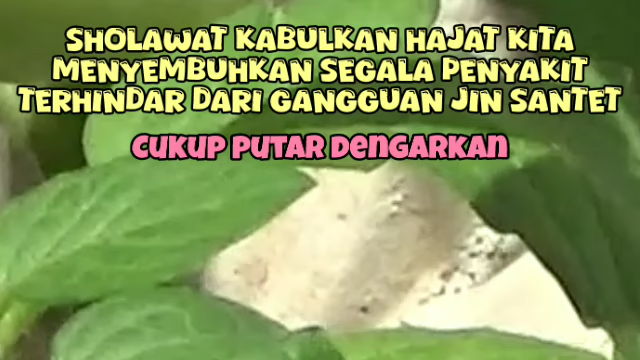 SHOLAWAT KABULKAN HAJAT KITA
MENYEMBUHKAN SEGALA PENYAKIT
TERHINDAR DARI GANGGUAN JIN SANTET
CUKUP PUTAR DENGARKAN